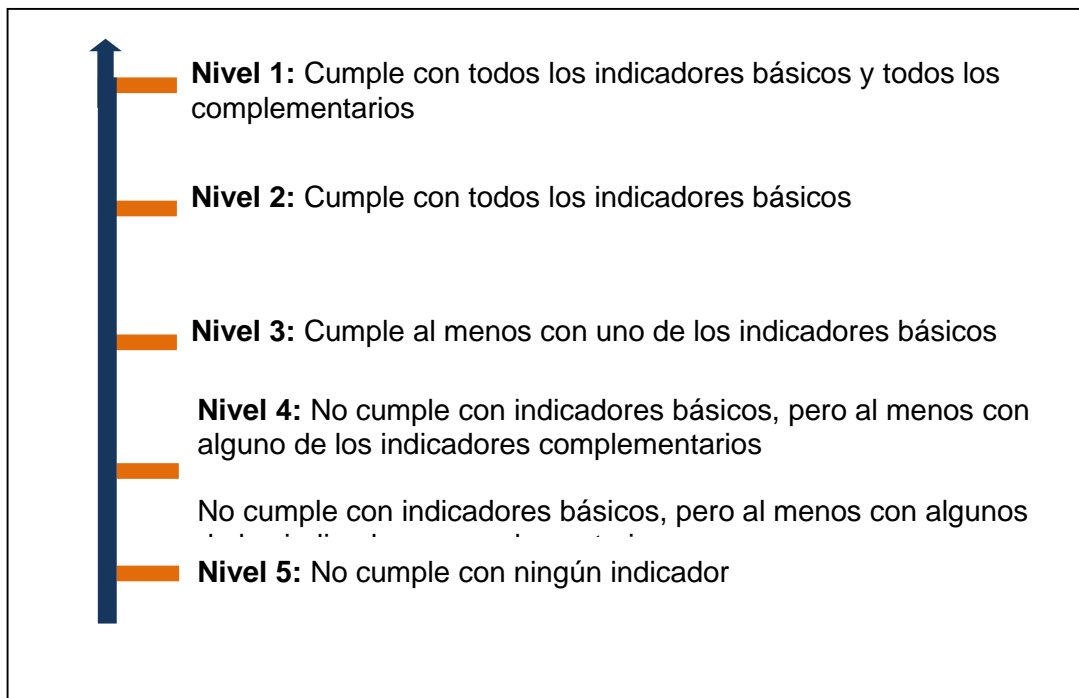 Nivel 1: Cumple con todos los indicadores básicos y todos los
complementarios
Nivel 2: Cumple con todos los indicadores básicos
Nivel 3: Cumple al menos con uno de los indicadores básicos
Nivel 4: No cumple con indicadores básicos, pero al menos con
alguno de los indicadores complementarios
No cumple con indicadores básicos, pero al menos con algunos
Nivel 5: No cumple con ningún indicador